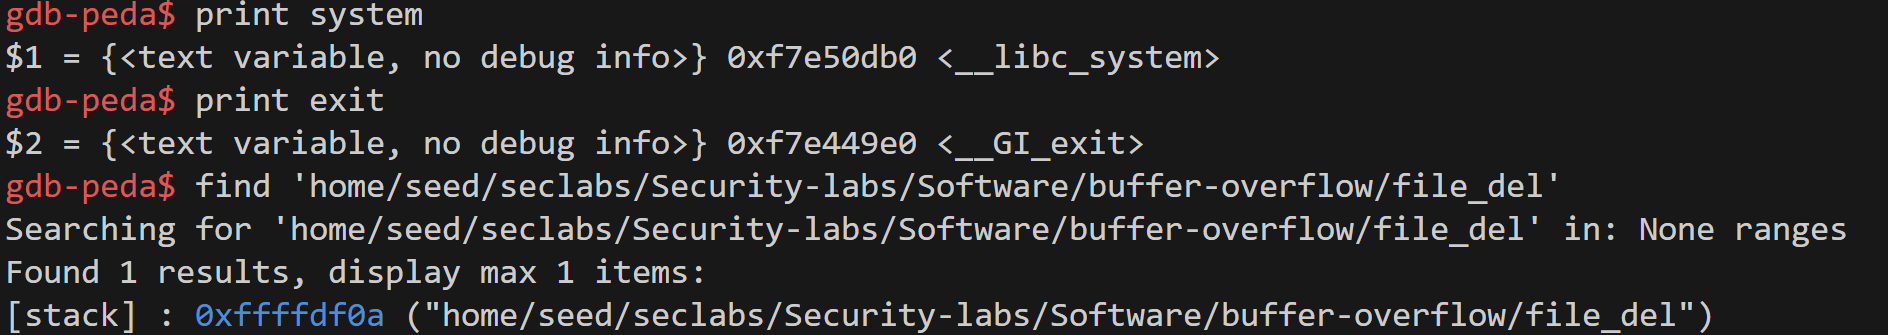 gdb-peda$ print system
$1 = {<text variable, no debug info>} 0xf7e50db0 <__libc_system>
gdb-peda$ print exit
$2 = {<text variable, no debug info>} 0xf7e449e0 <__GI_exit>
gdb-peda$ find 'home/seed/seclabs/Security-labs/Software/buffer-overflow/file_del'
Searching for 'home/seed/seclabs/Security-labs/Software/buffer-overflow/file_del' in: None ranges
Found 1 results, display max 1 items:
[stack] : 0xffffdf0a ("home/seed/seclabs/Security-labs/Software/buffer-overflow/file_del")